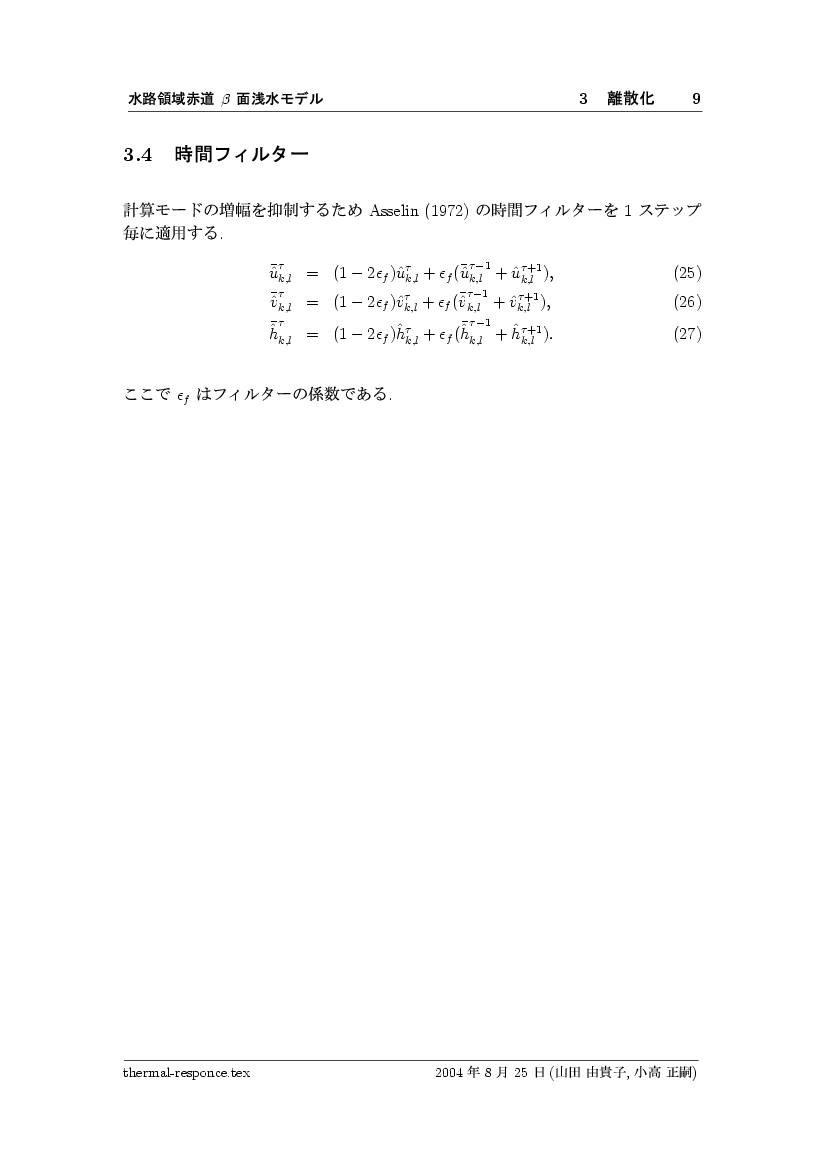 水路領域赤道 β 面浅水モデル 3 離散化 9
3.4 時間フィルター
計算モードの増幅を抑制するため Asselin (1972) の時間フィルターを 1 ステップ
毎に適用する.
$\bar{\hat{u}}_{k,l}^{\tau} = (1 - 2\epsilon_f)\hat{u}_{k,l}^{\tau} + \epsilon_f(\bar{\hat{u}}_{k,l}^{\tau-1} + \hat{u}_{k,l}^{\tau+1}),$ (25)
$\bar{\hat{v}}_{k,l}^{\tau} = (1 - 2\epsilon_f)\hat{v}_{k,l}^{\tau} + \epsilon_f(\bar{\hat{v}}_{k,l}^{\tau-1} + \hat{v}_{k,l}^{\tau+1}),$ (26)
$\bar{\hat{h}}_{k,l}^{\tau} = (1 - 2\epsilon_f)\hat{h}_{k,l}^{\tau} + \epsilon_f(\bar{\hat{h}}_{k,l}^{\tau-1} + \hat{h}_{k,l}^{\tau+1}).$ (27)
ここで $\epsilon_f$ はフィルターの係数である.
thermal-responce.tex 2004 年 8 月 25 日 (山田 由貴子, 小高 正嗣)